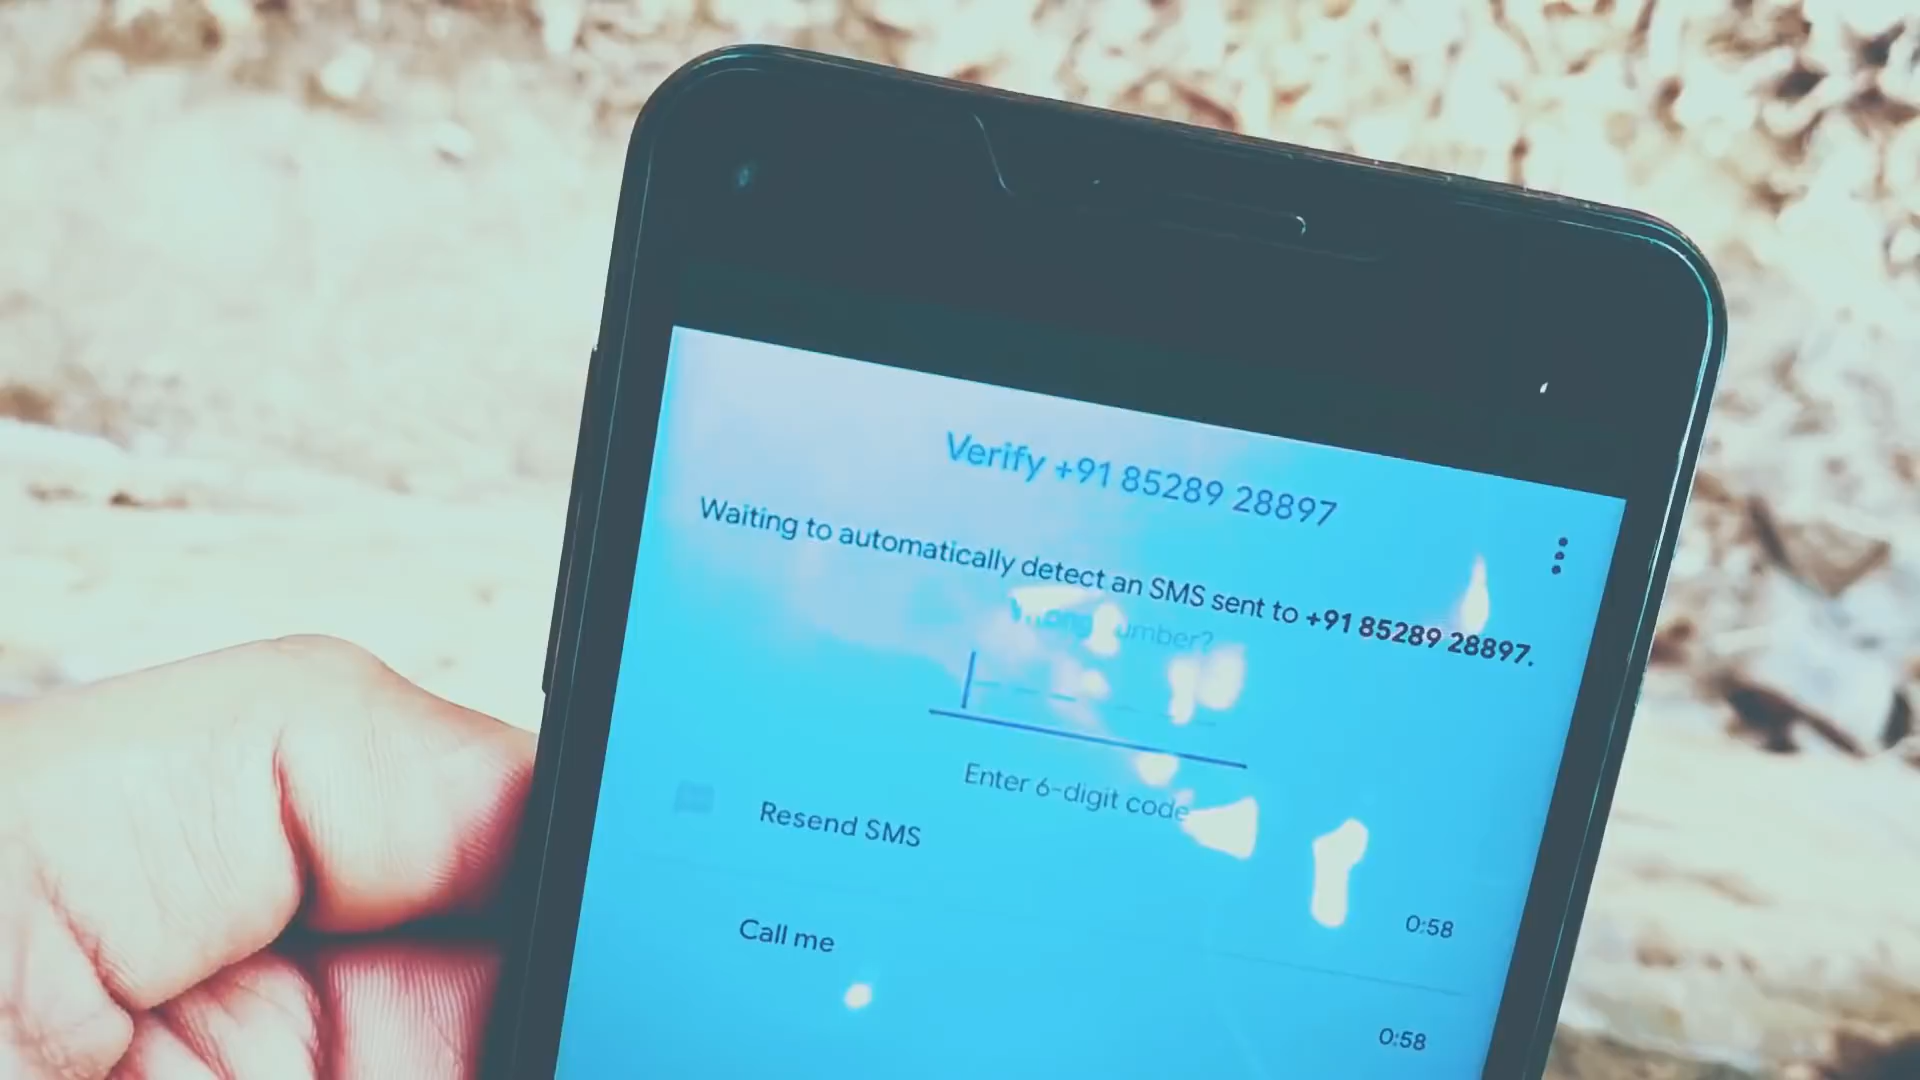 Verify +91 85289 28897
Waiting to automatically detect an SMS sent to +91 85289 28897.
number?
Enter 6-digit code
Resend SMS
0:58
Call me
0:58